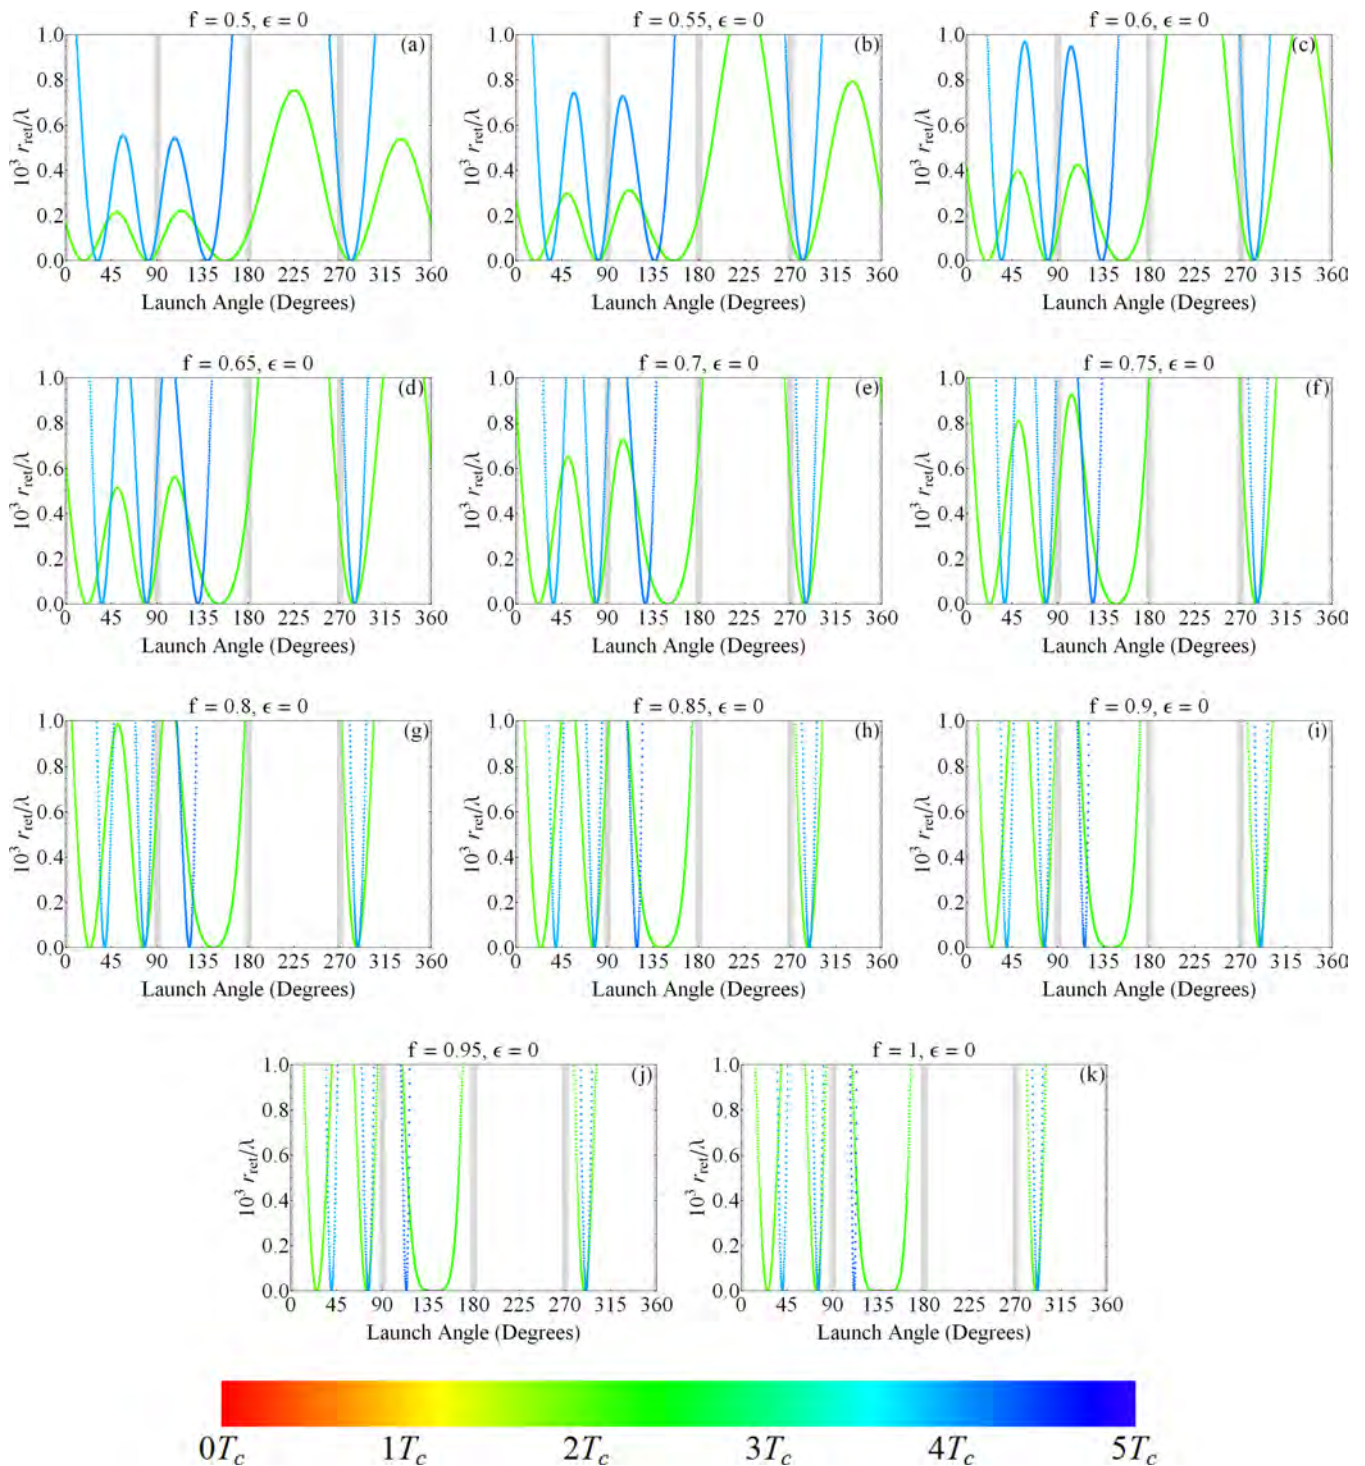 f = 0.5, ϵ = 0
f = 0.55, ϵ = 0
f = 0.6, ϵ = 0
(a)
(b)
(c)
10³ r_ret/λ
1.0
0.8
0.6
0.4
0.2
0.0
0 45 90 135 180 225 270 315 360
Launch Angle (Degrees)
10³ r_ret/λ
1.0
0.8
0.6
0.4
0.2
0.0
0 45 90 135 180 225 270 315 360
Launch Angle (Degrees)
10³ r_ret/λ
1.0
0.8
0.6
0.4
0.2
0.0
0 45 90 135 180 225 270 315 360
Launch Angle (Degrees)
f = 0.65, ϵ = 0
f = 0.7, ϵ = 0
f = 0.75, ϵ = 0
(d)
(e)
(f)
10³ r_ret/λ
1.0
0.8
0.6
0.4
0.2
0.0
0 45 90 135 180 225 270 315 360
Launch Angle (Degrees)
10³ r_ret/λ
1.0
0.8
0.6
0.4
0.2
0.0
0 45 90 135 180 225 270 315 360
Launch Angle (Degrees)
10³ r_ret/λ
1.0
0.8
0.6
0.4
0.2
0.0
0 45 90 135 180 225 270 315 360
Launch Angle (Degrees)
f = 0.8, ϵ = 0
f = 0.85, ϵ = 0
f = 0.9, ϵ = 0
(g)
(h)
(i)
10³ r_ret/λ
1.0
0.8
0.6
0.4
0.2
0.0
0 45 90 135 180 225 270 315 360
Launch Angle (Degrees)
10³ r_ret/λ
1.0
0.8
0.6
0.4
0.2
0.0
0 45 90 135 180 225 270 315 360
Launch Angle (Degrees)
10³ r_ret/λ
1.0
0.8
0.6
0.4
0.2
0.0
0 45 90 135 180 225 270 315 360
Launch Angle (Degrees)
f = 0.95, ϵ = 0
f = 1, ϵ = 0
(j)
(k)
10³ r_ret/λ
1.0
0.8
0.6
0.4
0.2
0.0
0 45 90 135 180 225 270 315 360
Launch Angle (Degrees)
10³ r_ret/λ
1.0
0.8
0.6
0.4
0.2
0.0
0 45 90 135 180 225 270 315 360
Launch Angle (Degrees)
0T_c 1T_c 2T_c 3T_c 4T_c 5T_c